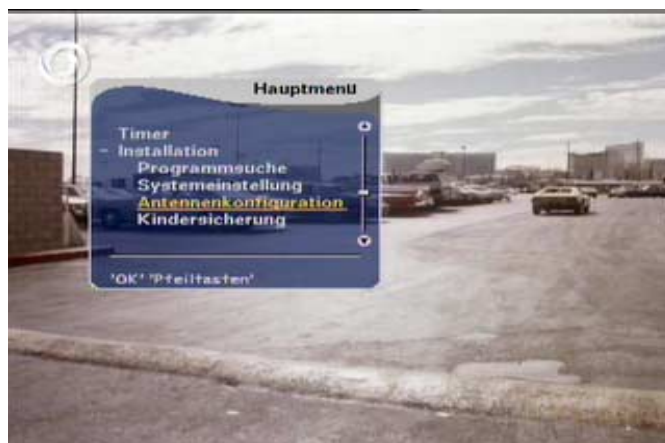 Hauptmenü
Timer
- Installation
Programmsuche
Systemeinstellung
Antennenkonfiguration
Kindersicherung
'OK' 'Pfeiltasten'